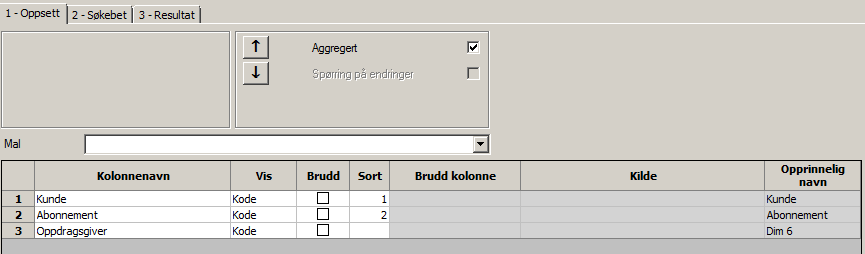 1 - Oppsett 2 - Søkebet 3 - Resultat
Aggregert
Spørring på endringer
Mal
Kolonnenavn Vis Brudd Sort Brudd kolonne Kilde Opprinnelig navn
1 Kunde Kode 1 Kunde
2 Abonnement Kode 2 Abonnement
3 Oppdragsgiver Kode Dim 6